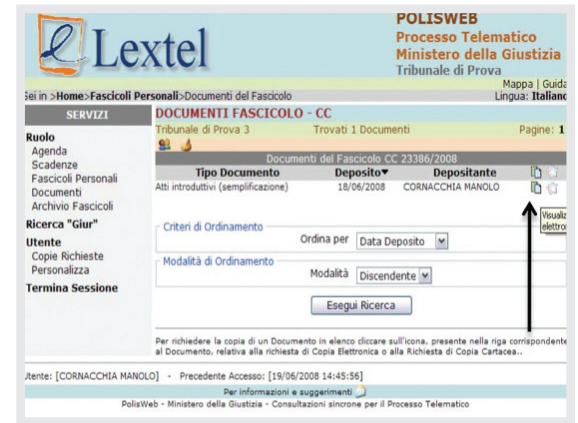 Lextel
POLISWEB
Processo Telematico
Ministero della Giustizia
Tribunale di Prova
Mappa | Guida
Sei in >Home>Fascicoli Personali>Documenti del Fascicolo
Lingua: Italiano
SERVIZI
Ruolo
Agenda
Scadenze
Fascicoli Personali
Documenti
Archivio Fascicoli
Ricerca "Giur"
Utente
Copie Richieste
Personalizza
Termina Sessione
DOCUMENTI FASCICOLO - CC
Tribunale di Prova 3 Trovati 1 Documenti Pagine: 1
Documenti del Fascicolo CC 23386/2008
Tipo Documento Deposito▼ Depositante
Atti introduttivi (semplificazione) 18/06/2008 CORNACCHIA MANOLO
Visualiz
elettron
Criteri di Ordinamento
Ordina per Data Deposito
Modalità di Ordinamento
Modalità Discendente
Esegui Ricerca
Per richiedere la copia di un Documento in elenco cliccare sull'icona, presente nella riga corrispondente
al Documento, relativa alla richiesta di Copia Elettronica o alla Richiesta di Copia Cartacea..
Utente: [CORNACCHIA MANOLO] - Precedente Accesso: [19/06/2008 14:45:56]
Per informazioni e suggerimenti
PolisWeb - Ministero della Giustizia - Consultazioni sincrone per il Processo Telematico